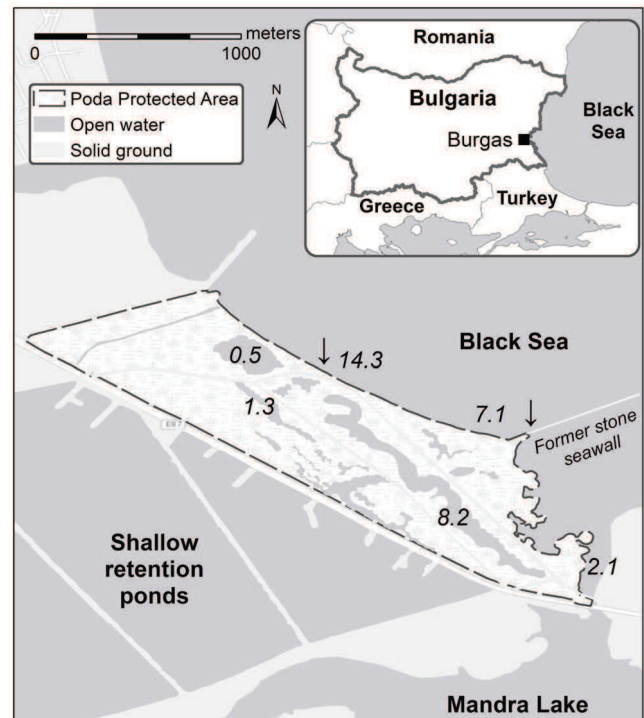 meters
0 1000
Poda Protected Area
Open water
Solid ground
N
Romania
Bulgaria
Black
Sea
Burgas
Greece
Turkey
0.5
14.3
Black Sea
7.1
1.3
Former stone
seawall
E87
8.2
Shallow
retention
ponds
2.1
Mandra Lake